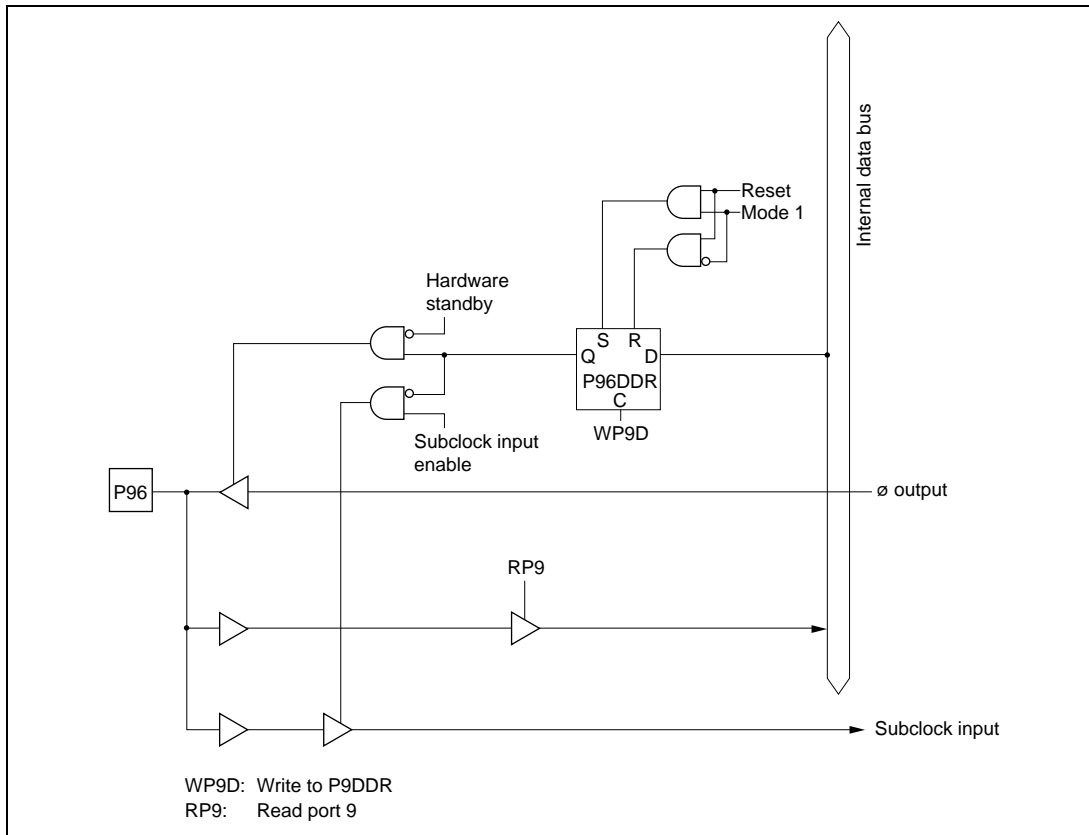 Internal data bus
Reset
Mode 1
Hardware
standby
S R
Q D
P96DDR
C
WP9D
Subclock input
enable
P96
ø output
RP9
Subclock input
WP9D: Write to P9DDR
RP9: Read port 9